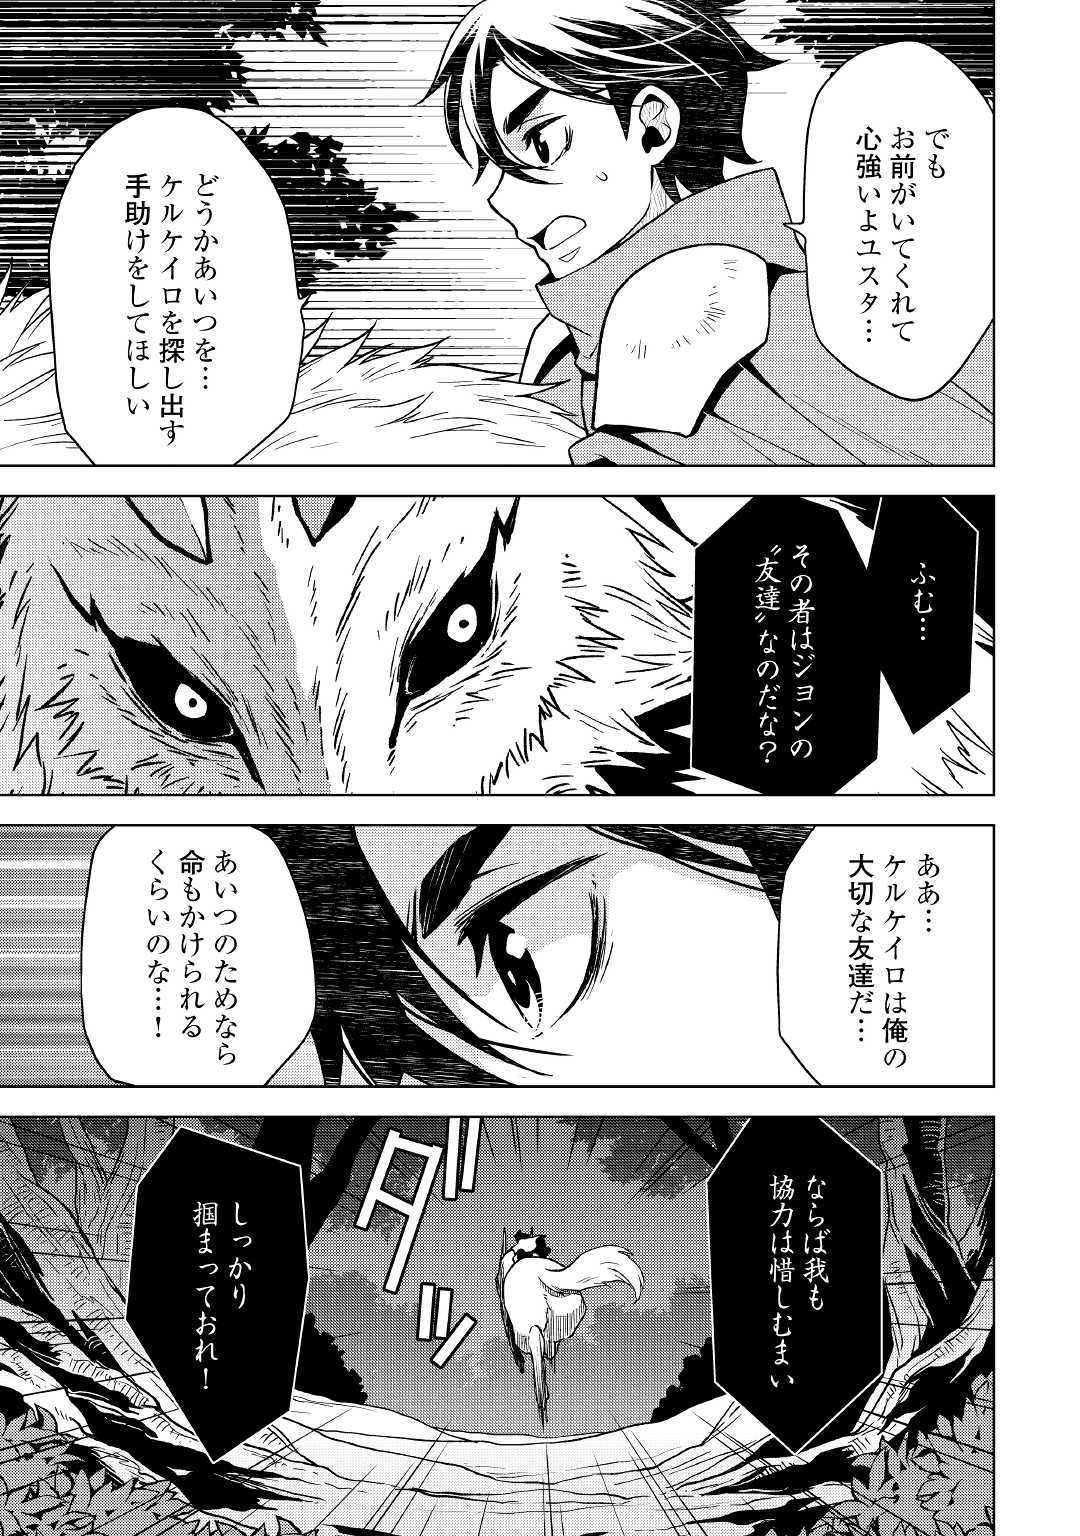 でも
お前がいてくれて
心強いよユスタ…
どうかあいつを…
ケルケイロを探し出す
手助けをしてほしい
ふむ…
その者はジョンの
〝友達〟なのだな？
ああ…
ケルケイロは俺の
大切な友達だ…
あいつのためなら
命もかけられる
くらいのな…！
ならば我も
協力は惜しむまい
ダダッ
しっかり
掴まっておれ！